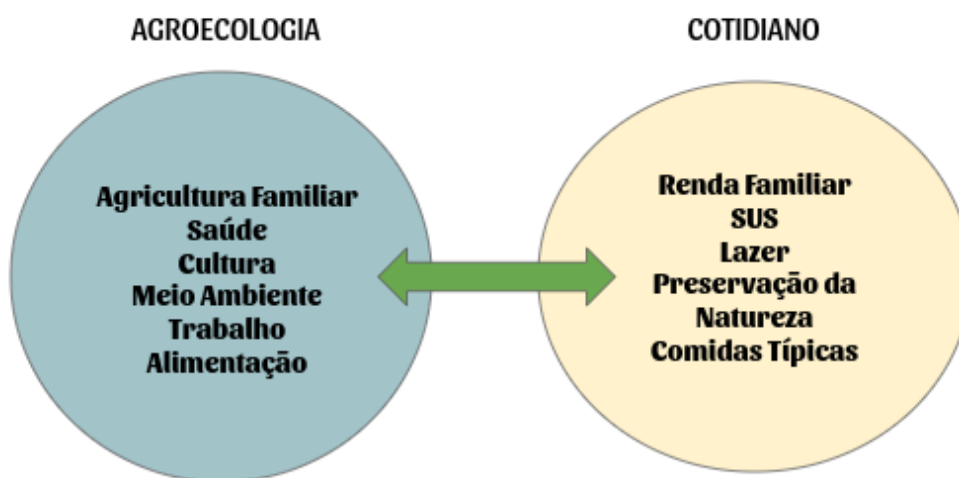 AGROECOLOGIA
COTIDIANO
Agricultura Familiar
Saúde
Cultura
Meio Ambiente
Trabalho
Alimentação
Renda Familiar
SUS
Lazer
Preservação da
Natureza
Comidas Típicas